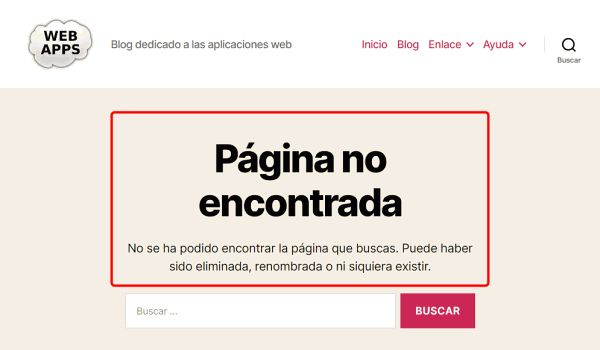 WEB
APPS
Blog dedicado a las aplicaciones web
Inicio Blog Enlace Ayuda
Buscar
Página no
encontrada
No se ha podido encontrar la página que buscas. Puede haber
sido eliminada, renombrada o ni siquiera existir.
Buscar ...
BUSCAR